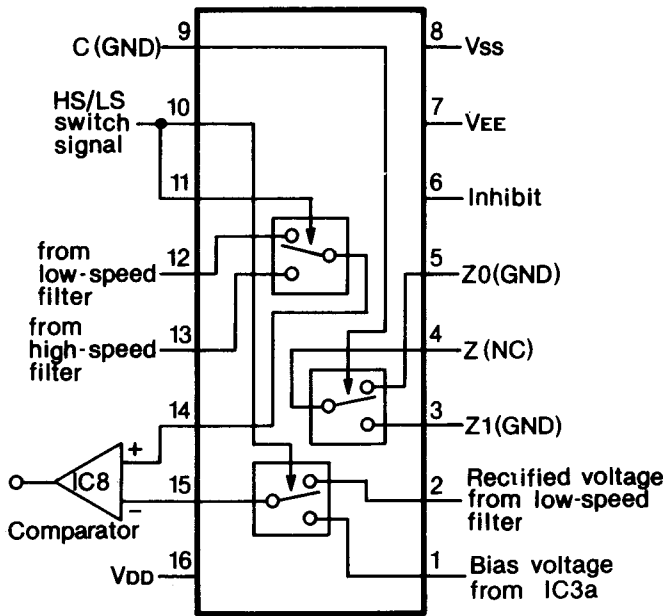 C (GND) 9
8 VSS
HS/LS
switch
signal
10
7 VEE
11
6 Inhibit
from
low-speed
filter
12
5 Z0(GND)
from
high-speed
filter
13
4 Z (NC)
14
3 Z1(GND)
+
IC8
−
Comparator
15
2
Rectified voltage
from low-speed
filter
16
VDD
1
Bias voltage
from IC3a